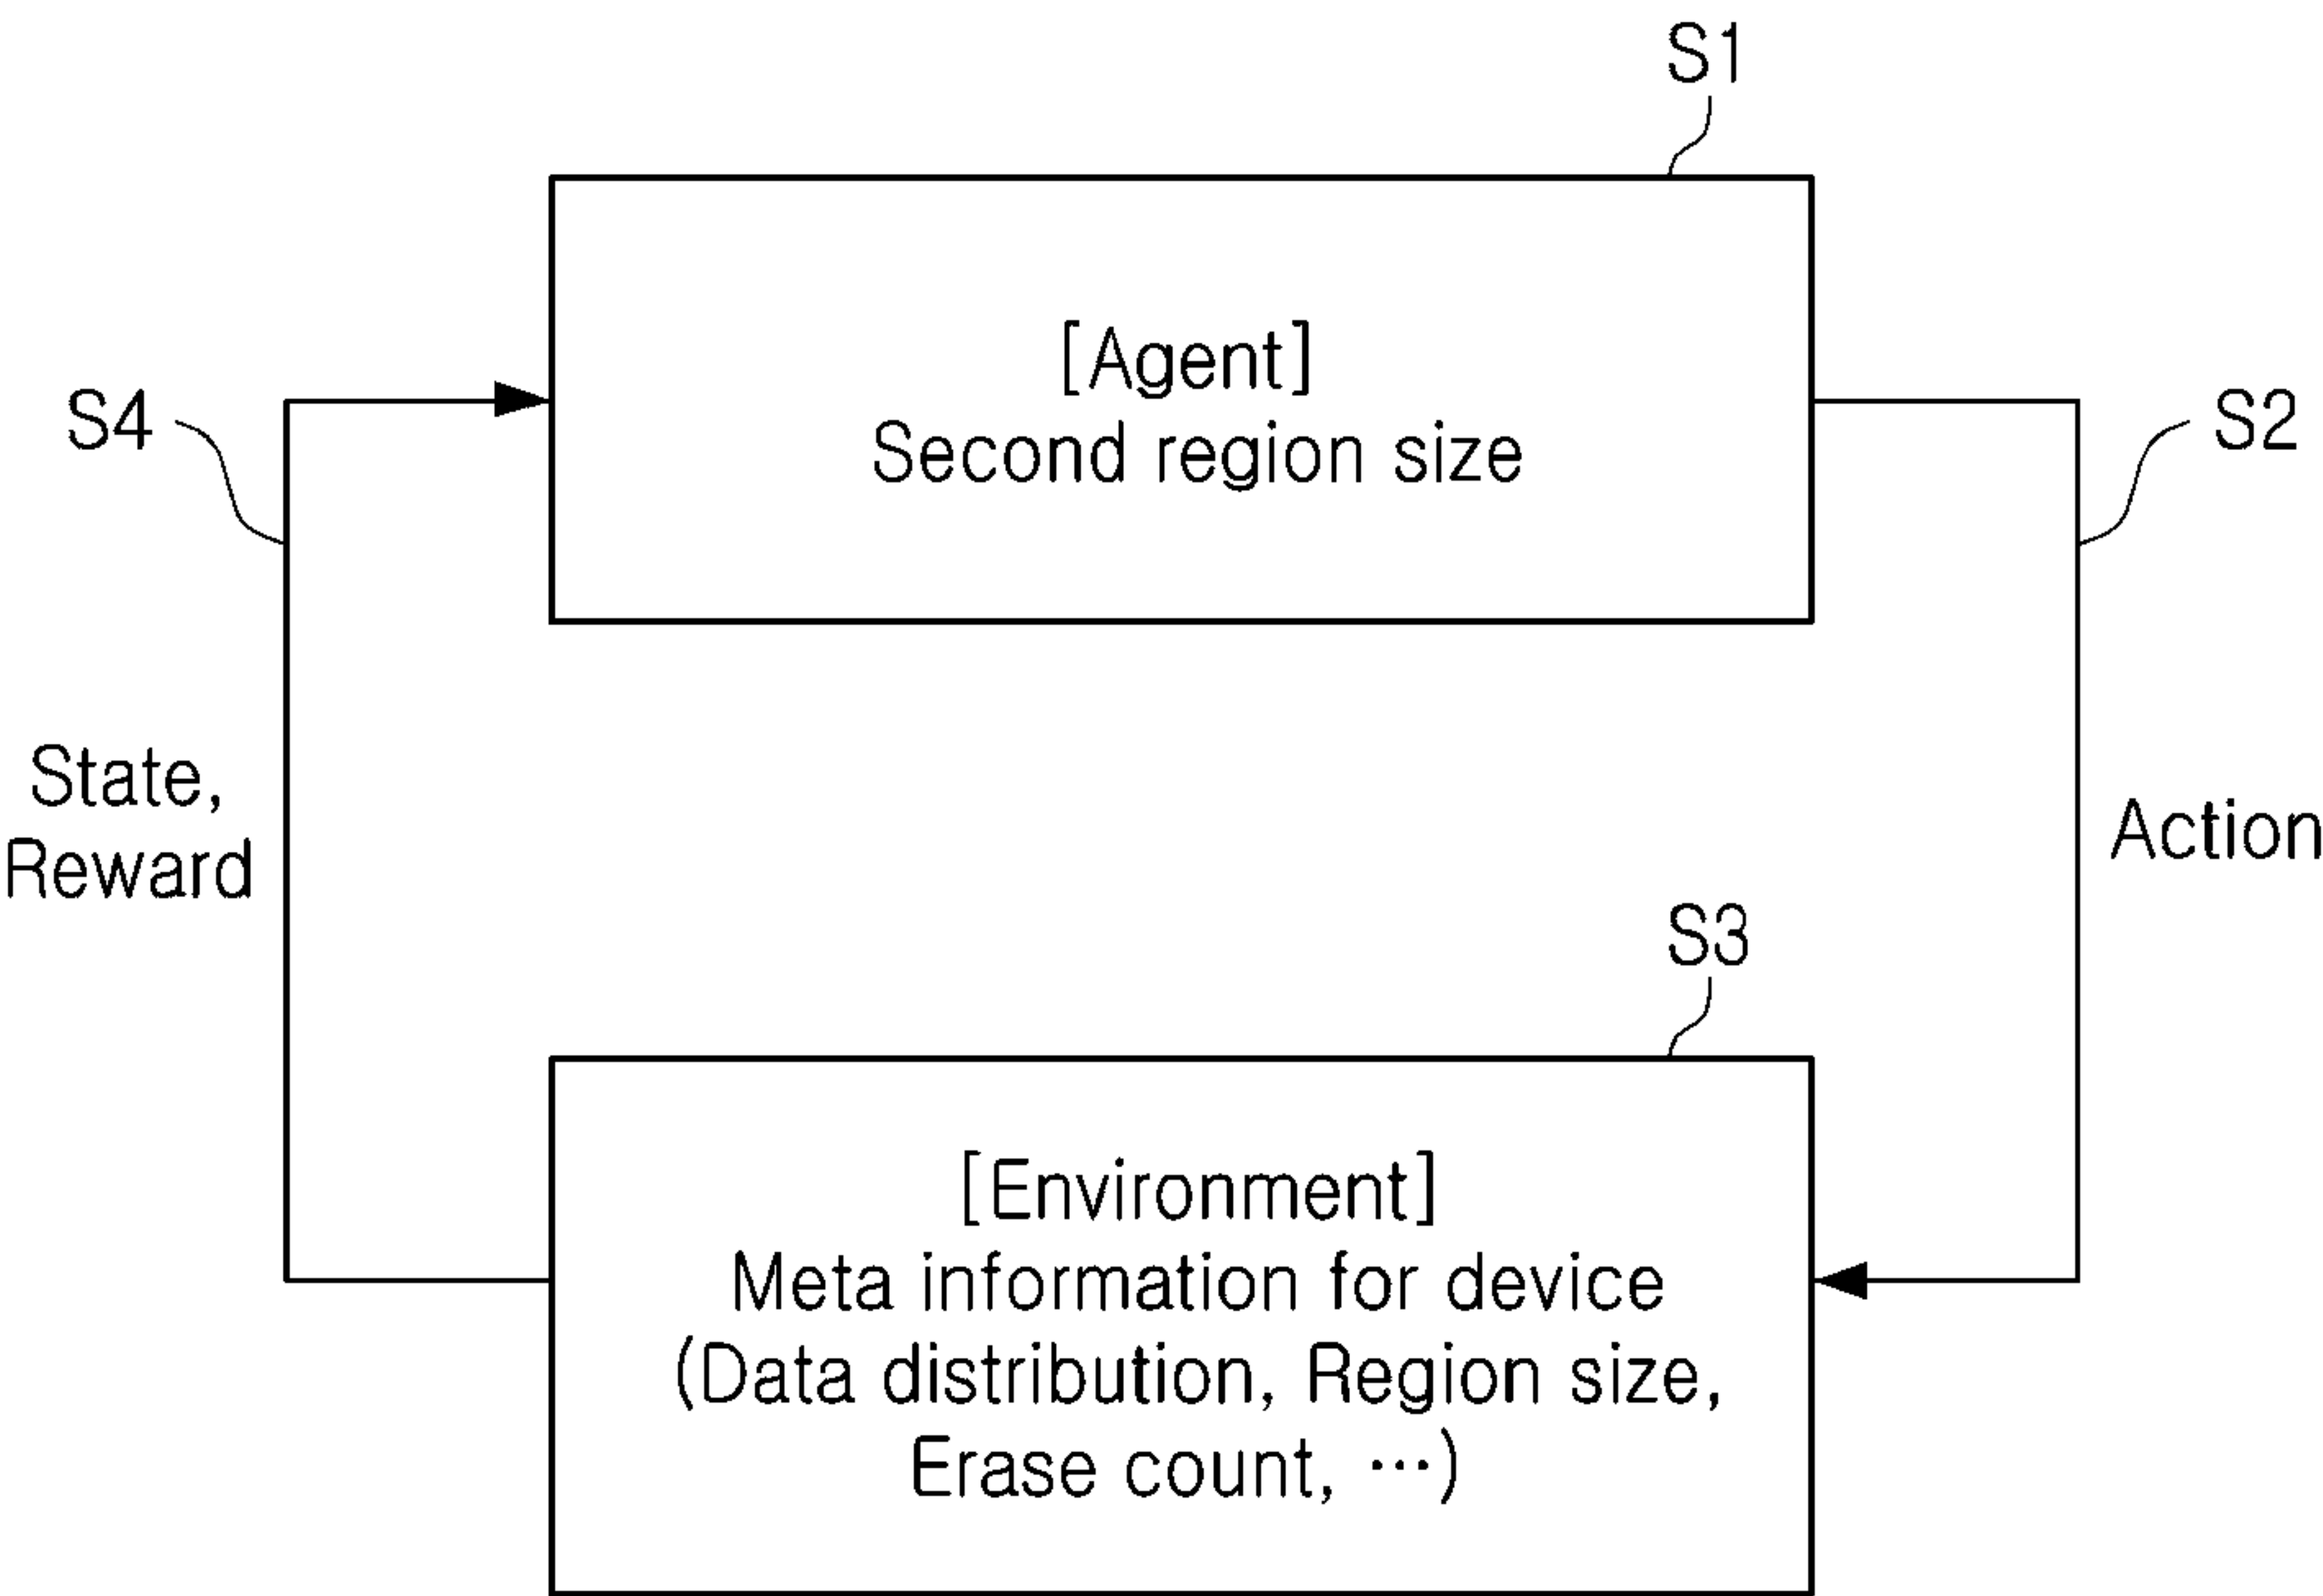 S1
[Agent]
Second region size
S4
S2
State,
Reward
Action
S3
[Environment]
Meta information for device
(Data distribution, Region size,
Erase count, ⋯)